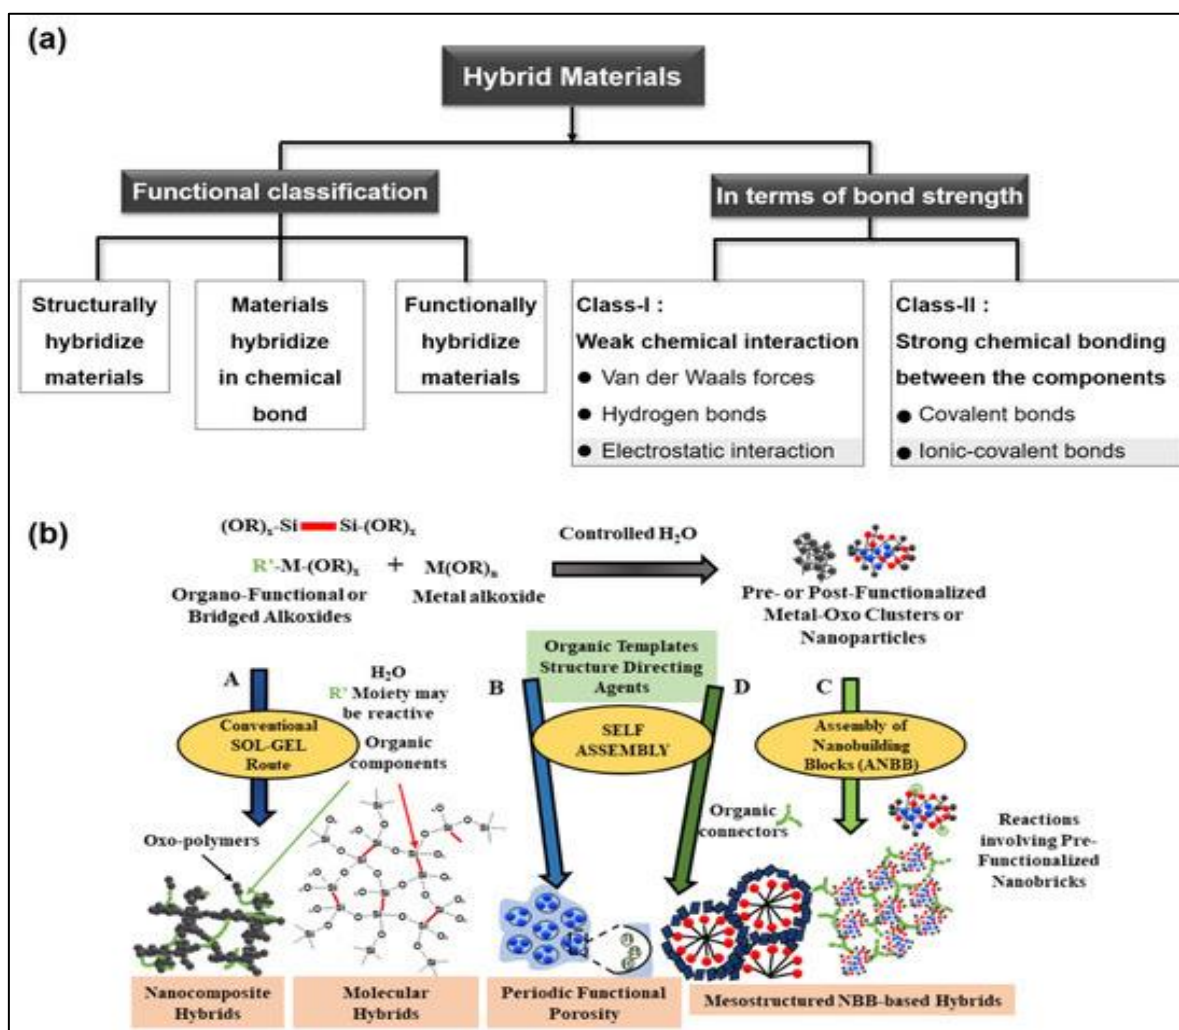 (a)
Hybrid Materials
Functional classification
In terms of bond strength
Structurally
hybridize
materials
Materials
hybridize
in chemical
bond
Functionally
hybridize
materials
Class-I :
Weak chemical interaction
● Van der Waals forces
● Hydrogen bonds
● Electrostatic interaction
Class-II :
Strong chemical bonding
between the components
● Covalent bonds
● Ionic-covalent bonds
(b)
(OR)ₓ-Si Si-(OR)ₓ
R'-M-(OR)ₓ + M(OR)ₙ
Organo-Functional or
Bridged Alkoxides
Metal alkoxide
Controlled H₂O
Pre- or Post-Functionalized
Metal-Oxo Clusters or
Nanoparticles
A
Conventional
SOL-GEL
Route
H₂O
R' Moiety may
be reactive
Organic
components
Organic Templates
Structure Directing
Agents
B
D
SELF
ASSEMBLY
C
Assembly of
Nanobuilding
Blocks (ANBB)
Oxo-polymers
Organic
connectors
Reactions
involving Pre-
Functionalized
Nanobricks
Nanocomposite
Hybrids
Molecular
Hybrids
Periodic Functional
Porosity
Mesostructured NBB-based Hybrids